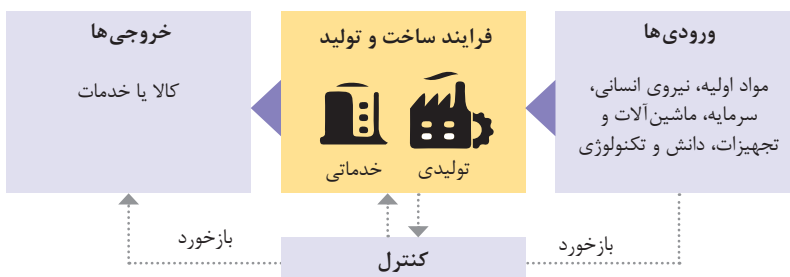 ورودی‌ها
مواد اولیه، نیروی انسانی،
سرمایه، ماشین‌آلات و
تجهیزات، دانش و تکنولوژی
فرایند ساخت و تولید
تولیدی
خدماتی
خروجی‌ها
کالا یا خدمات
بازخورد
کنترل
بازخورد